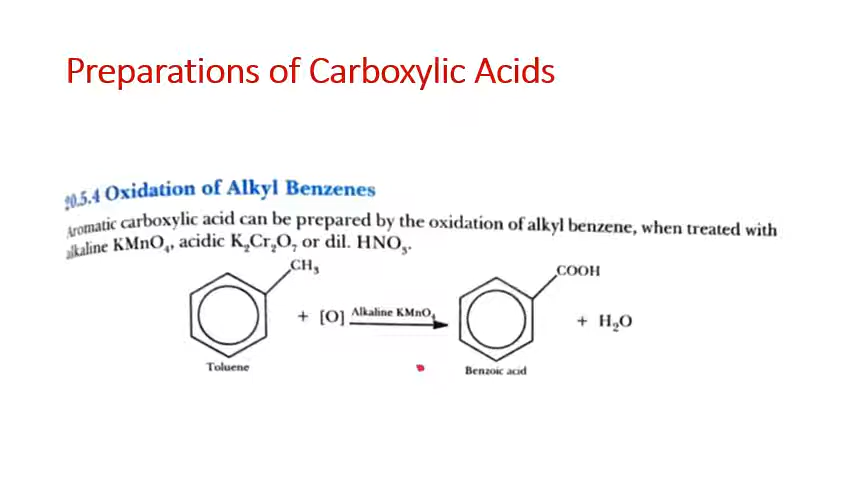 Preparations of Carboxylic Acids
20.5.4 Oxidation of Alkyl Benzenes
Aromatic carboxylic acid can be prepared by the oxidation of alkyl benzene, when treated with
alkaline KMnO₄, acidic K₂Cr₂O₇ or dil. HNO₃.
CH₃
COOH
+ [O] Alkaline KMnO₄
+ H₂O
Toluene
Benzoic acid